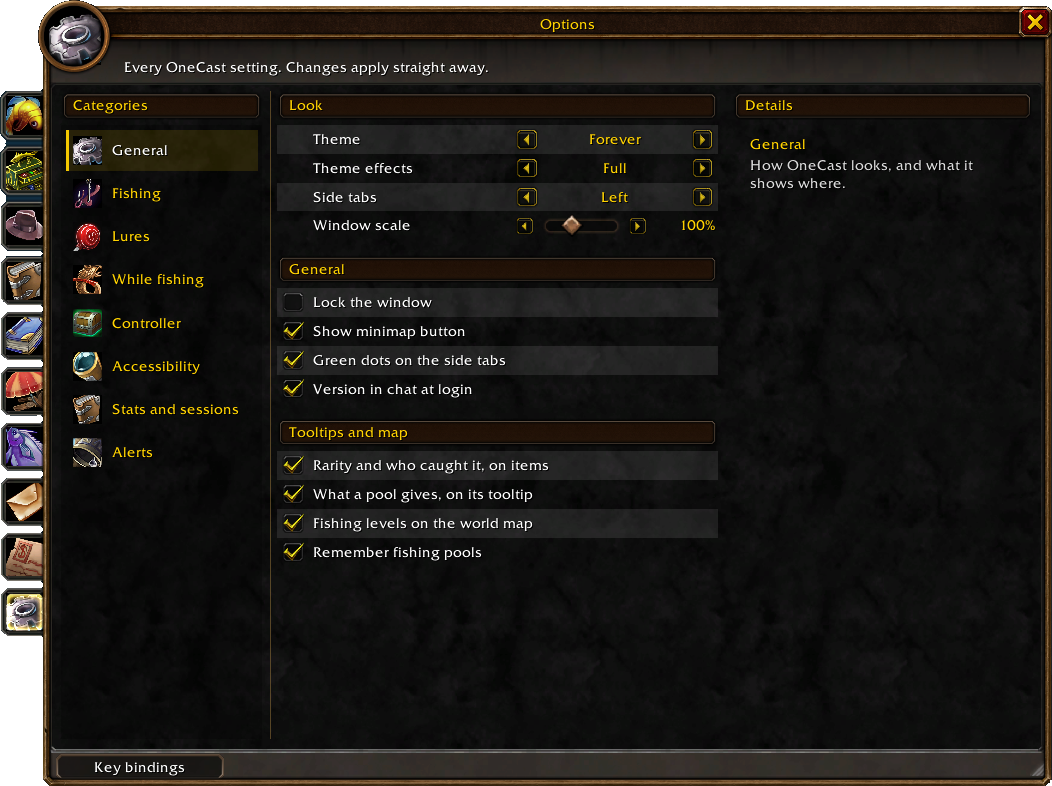 Options
Every OneCast setting. Changes apply straight away.
Categories
General
Fishing
Lures
While fishing
Controller
Accessibility
Stats and sessions
Alerts
Look
Theme Forever
Theme effects Full
Side tabs Left
Window scale 100%
General
Lock the window
Show minimap button
Green dots on the side tabs
Version in chat at login
Tooltips and map
Rarity and who caught it, on items
What a pool gives, on its tooltip
Fishing levels on the world map
Remember fishing pools
Details
General
How OneCast looks, and what it
shows where.
Key bindings